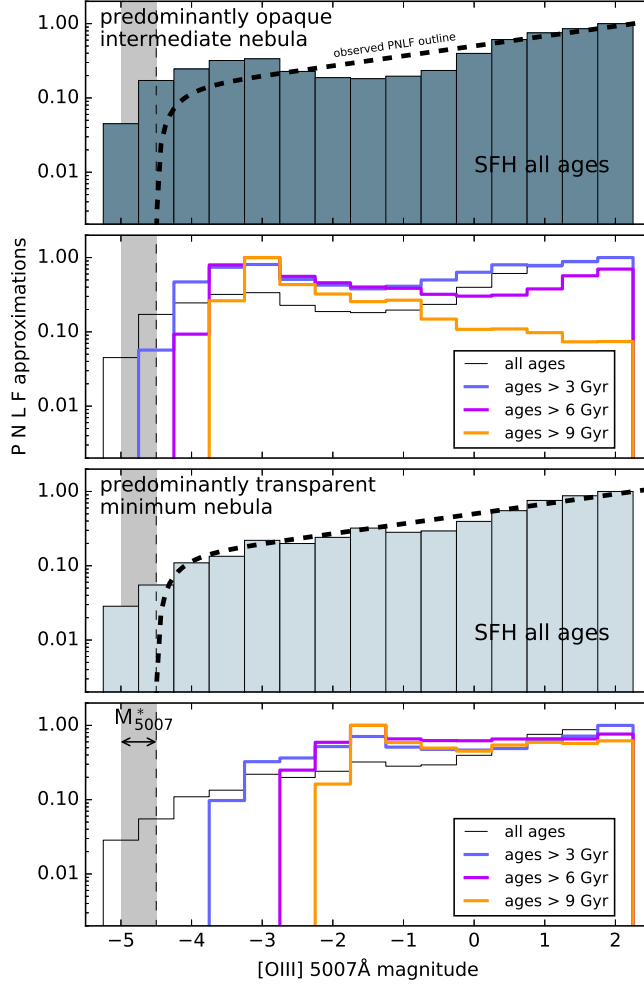 predominantly opaque
intermediate nebula
observed PNLF outline
SFH all ages
1.00
0.10
0.01
P N L F approximations
1.00
0.10
0.01
all ages
ages > 3 Gyr
ages > 6 Gyr
ages > 9 Gyr
predominantly transparent
minimum nebula
SFH all ages
1.00
0.10
0.01
M*5007
1.00
0.10
0.01
all ages
ages > 3 Gyr
ages > 6 Gyr
ages > 9 Gyr
−5 −4 −3 −2 −1 0 1 2
[OIII] 5007Å magnitude